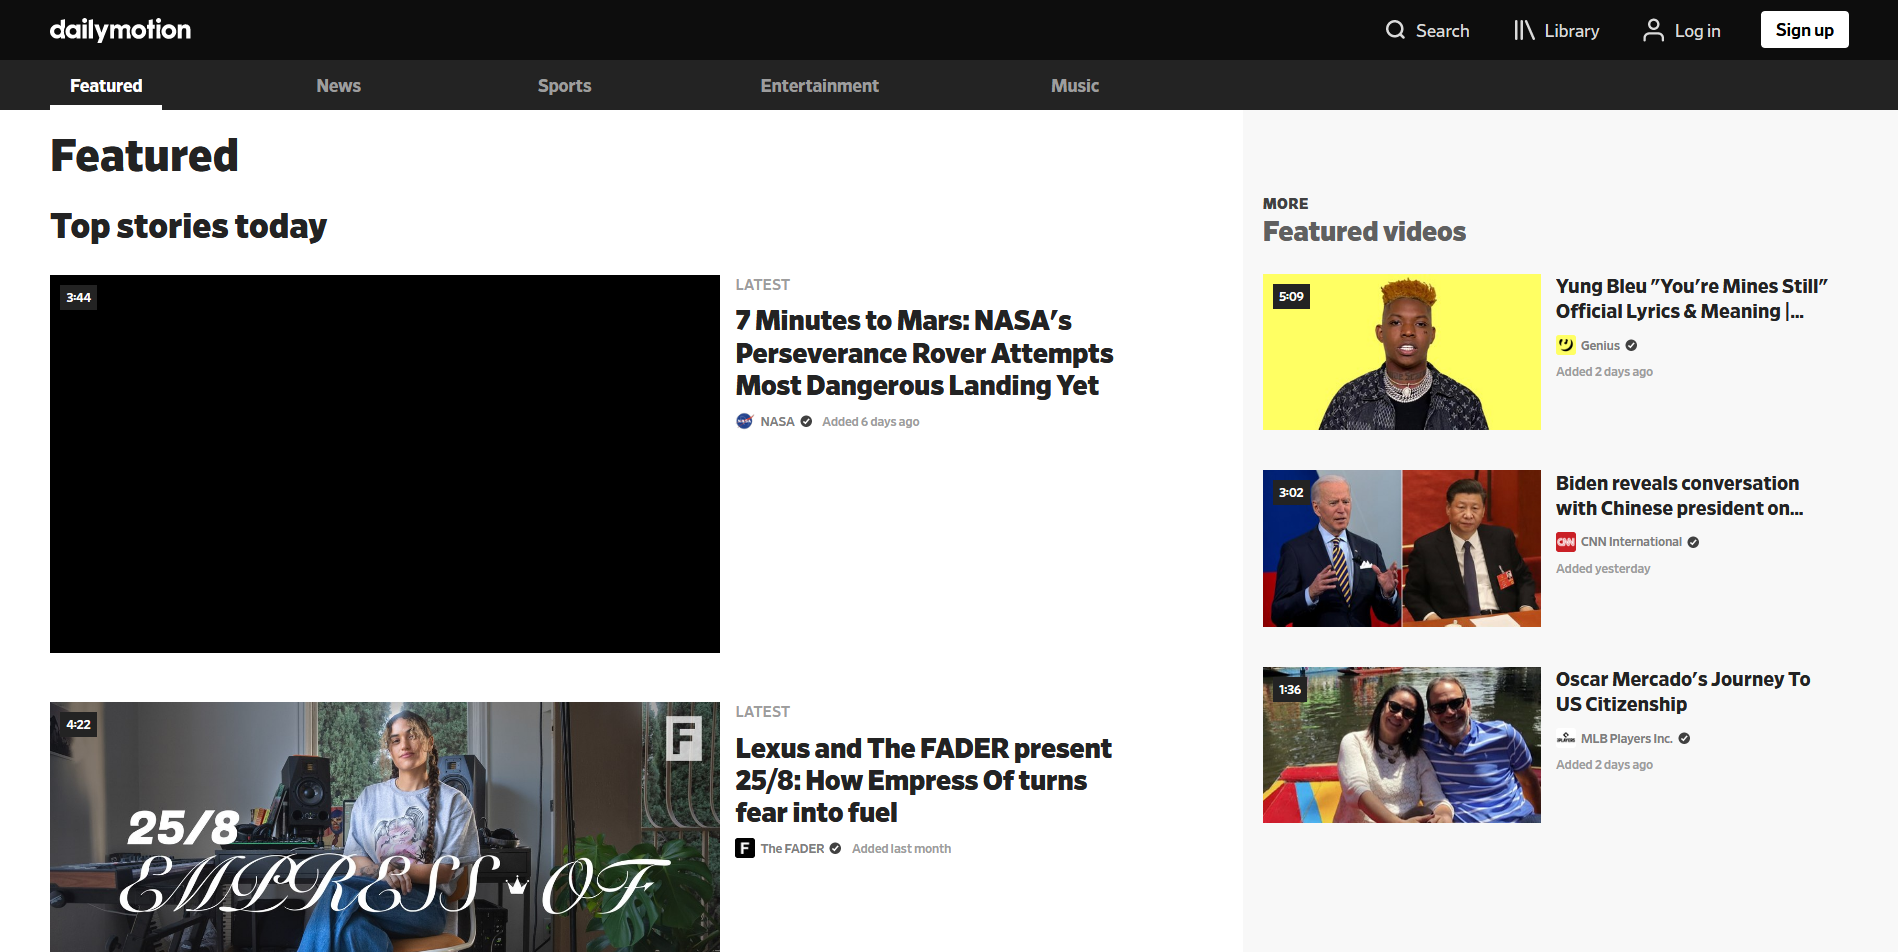 dailymotion
Search
Library
Log in
Sign up
Featured
News
Sports
Entertainment
Music
Featured
Top stories today
3:44
LATEST
7 Minutes to Mars: NASA's
Perseverance Rover Attempts
Most Dangerous Landing Yet
NASA
Added 6 days ago
4:22
F
25/8
EMPRESS OF
LATEST
Lexus and The FADER present
25/8: How Empress Of turns
fear into fuel
F
The FADER
Added last month
MORE
Featured videos
5:09
Yung Bleu "You're Mines Still"
Official Lyrics & Meaning |...
Genius
Added 2 days ago
3:02
Biden reveals conversation
with Chinese president on...
CNN
CNN International
Added yesterday
1:36
Oscar Mercado's Journey To
US Citizenship
MLB Players Inc.
Added 2 days ago